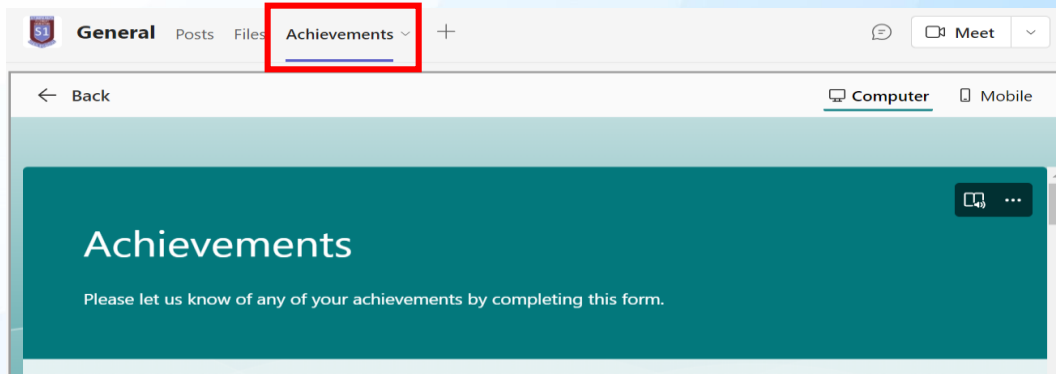 S1 General Posts Files Achievements Meet
Back Computer Mobile
Achievements
Please let us know of any of your achievements by completing this form.